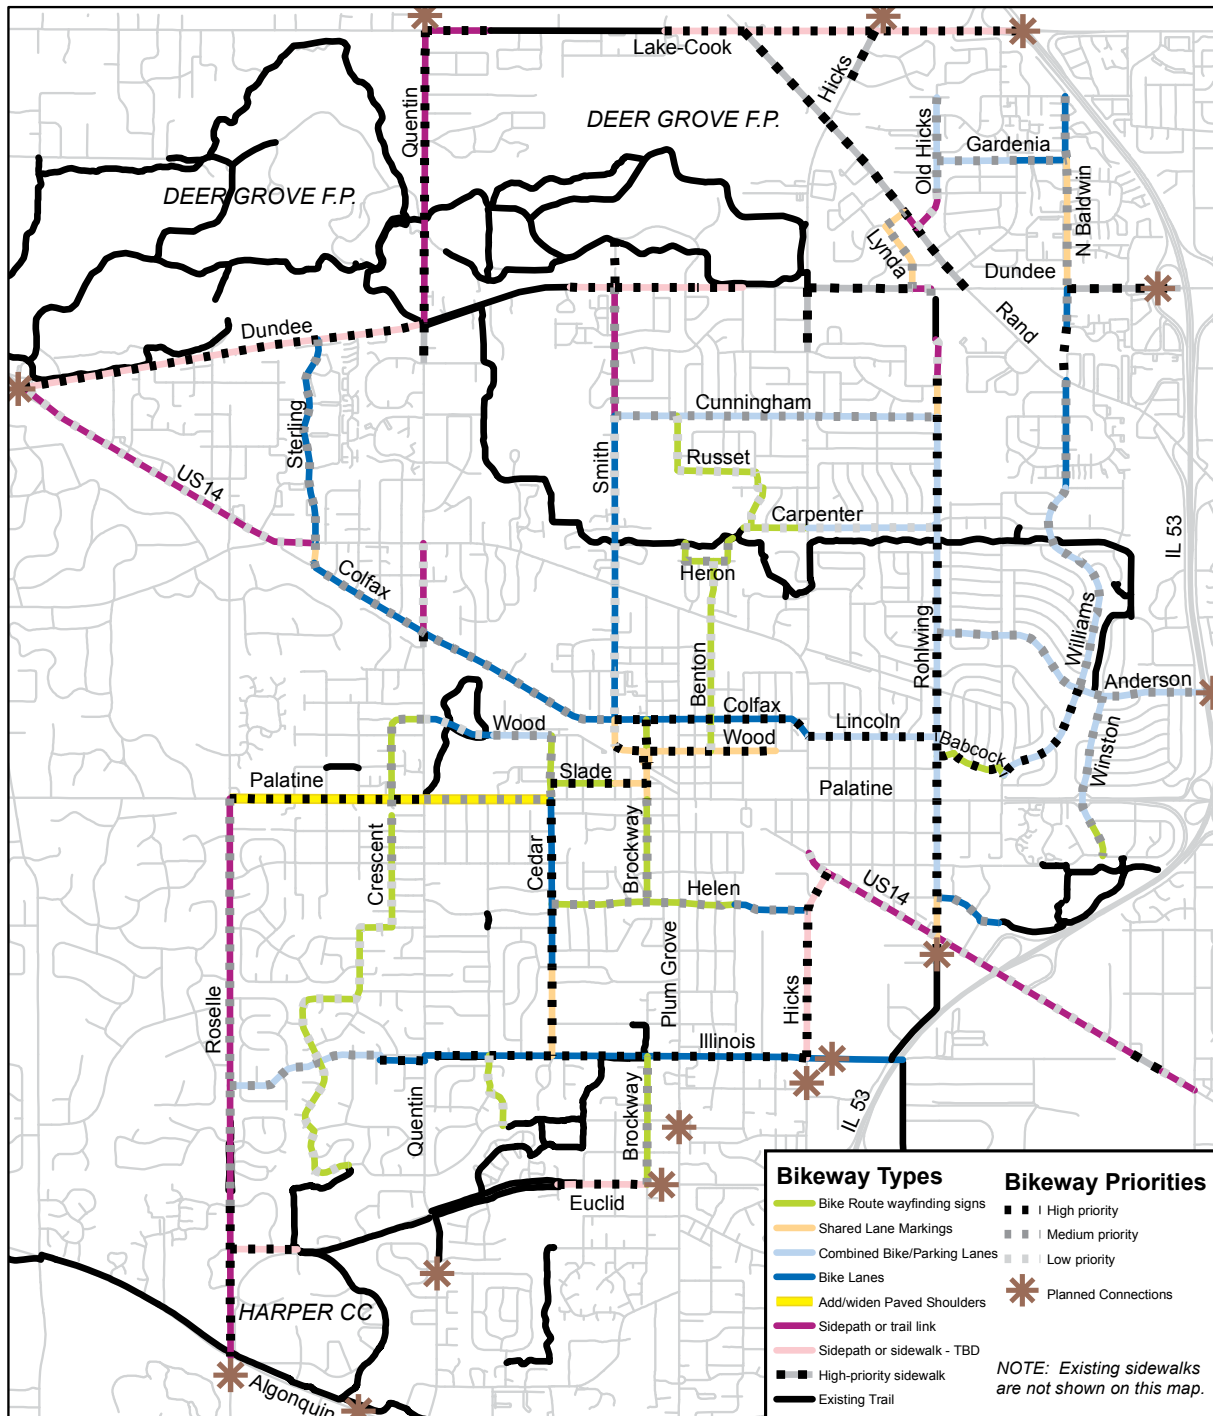 Lake-Cook
Hicks
Quentin
DEER GROVE F.P.
Old Hicks
Gardenia
DEER GROVE F.P.
N Baldwin
Lynda
Dundee
Rand
Dundee
Cunningham
Sterling
Smith
Russet
US14
Carpenter
IL 53
Heron
Colfax
Williams
Rohlwing
Benton
Anderson
Colfax
Lincoln
Wood
Wood
Babcock
Winston
Slade
Palatine
Palatine
Crescent
Cedar
Brockway
Helen
US14
Plum Grove
Roselle
Hicks
Illinois
Quentin
Brockway
IL 53
Euclid
HARPER CC
Algonquin
Bikeway Types
Bike Route wayfinding signs
Shared Lane Markings
Combined Bike/Parking Lanes
Bike Lanes
Add/widen Paved Shoulders
Sidepath or trail link
Sidepath or sidewalk - TBD
High-priority sidewalk
Existing Trail
Bikeway Priorities
High priority
Medium priority
Low priority
Planned Connections
NOTE: Existing sidewalks
are not shown on this map.